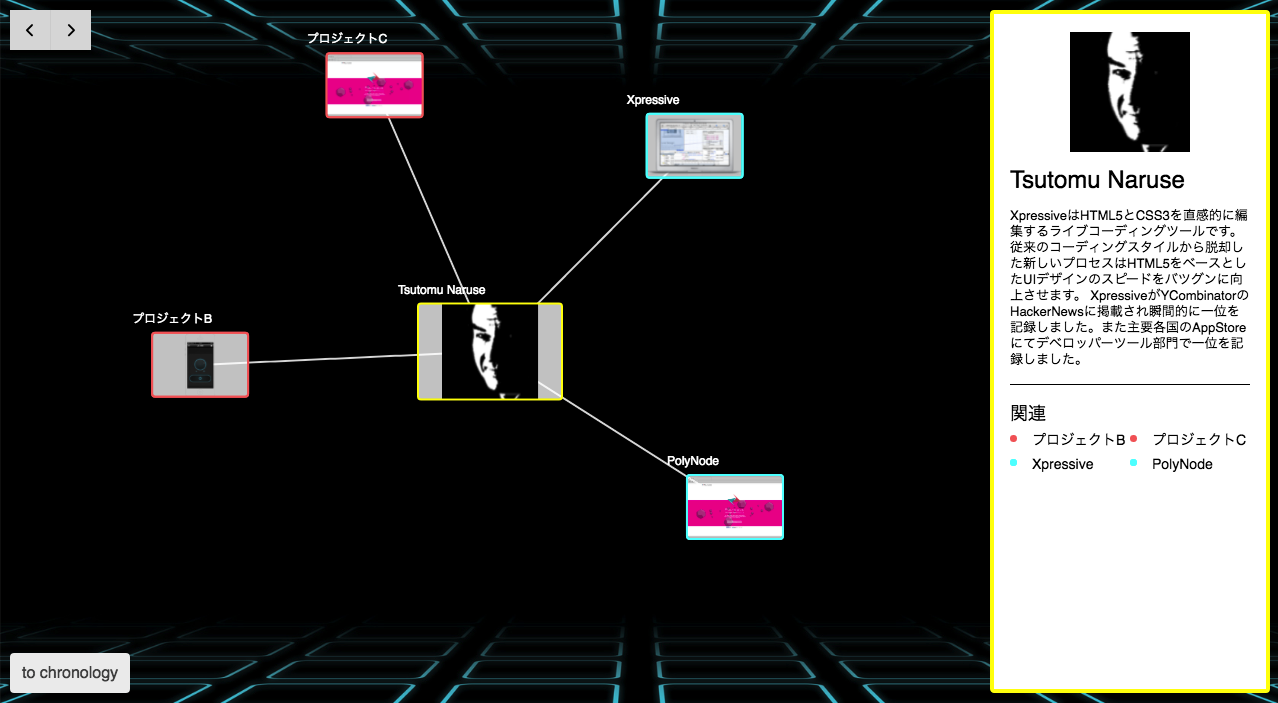 プロジェクトC
Xpressive
Tsutomu Naruse
プロジェクトB
PolyNode
to chronology
Tsutomu Naruse
XpressiveはHTML5とCSS3を直感的に編
集するライブコーディングツールです。
従来のコーディングスタイルから脱却し
た新しいプロセスはHTML5をベースとし
たUIデザインのスピードをバツグンに向
上させます。 XpressiveがYCombinatorの
HackerNewsに掲載され瞬間的に一位を
記録しました。また主要各国のAppStore
にてデベロッパーツール部門で一位を記
録しました。
関連
プロジェクトB プロジェクトC
Xpressive PolyNode